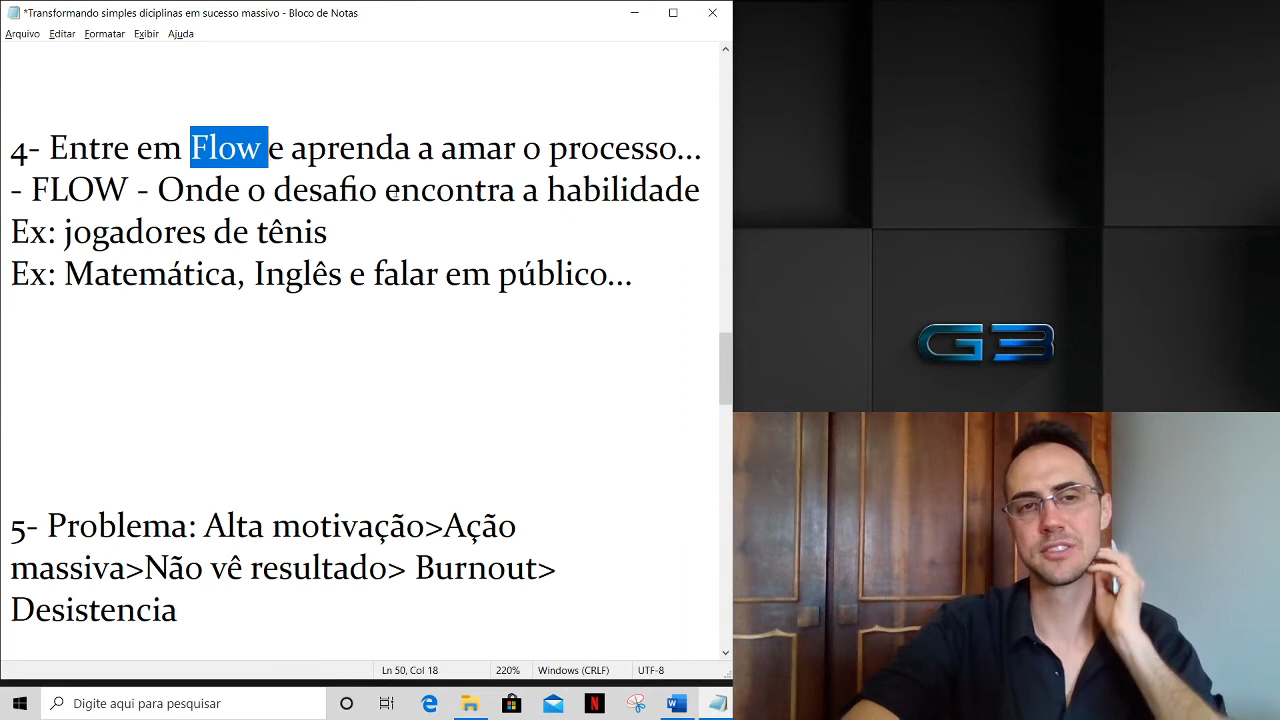 *Transformando simples diciplinas em sucesso massivo - Bloco de Notas
Arquivo Editar Formatar Exibir Ajuda
4- Entre em Flow e aprenda a amar o processo...
- FLOW - Onde o desafio encontra a habilidade
Ex: jogadores de tênis
Ex: Matemática, Inglês e falar em público...
5- Problema: Alta motivação>Ação
massiva>Não vê resultado> Burnout>
Desistencia
Ln 50, Col 18 220% Windows (CRLF) UTF-8
Digite aqui para pesquisar
G3